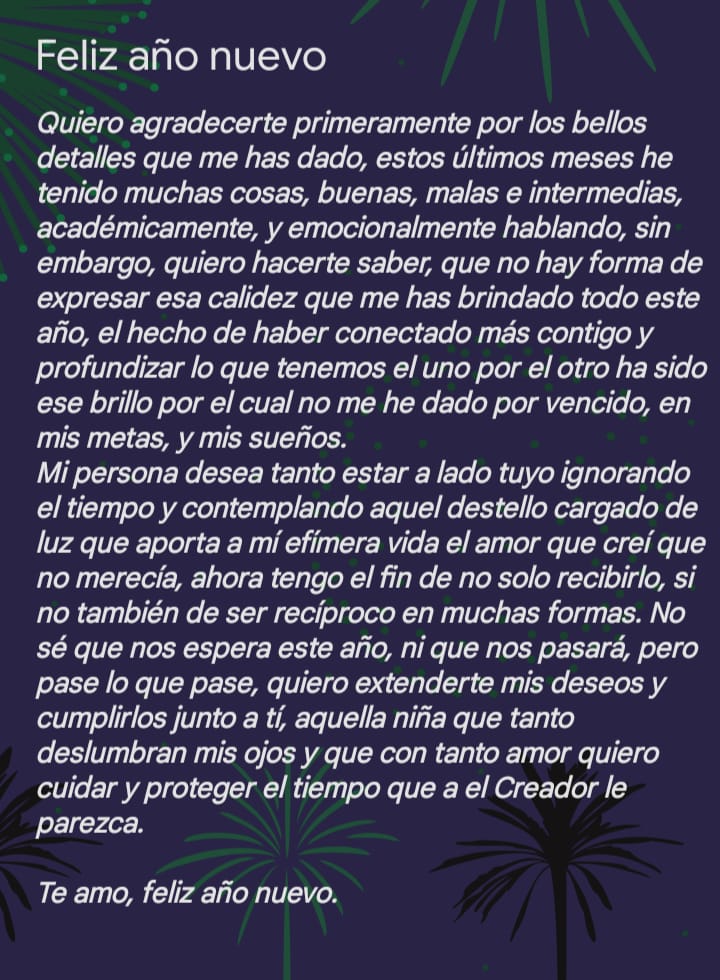 Feliz año nuevo
Quiero agradecerte primeramente por los bellos
detalles que me has dado, estos últimos meses he
tenido muchas cosas, buenas, malas e intermedias,
académicamente, y emocionalmente hablando, sin
embargo, quiero hacerte saber, que no hay forma de
expresar esa calidez que me has brindado todo este
año, el hecho de haber conectado más contigo y
profundizar lo que tenemos el uno por el otro ha sido
ese brillo por el cual no me he dado por vencido, en
mis metas, y mis sueños.
Mi persona desea tanto estar a lado tuyo ignorando
el tiempo y contemplando aquel destello cargado de
luz que aporta a mí efímera vida el amor que creí que
no merecía, ahora tengo el fin de no solo recibirlo, si
no también de ser recíproco en muchas formas. No
sé que nos espera este año, ni que nos pasará, pero
pase lo que pase, quiero extenderte mis deseos y
cumplirlos junto a tí, aquella niña que tanto
deslumbran mis ojos y que con tanto amor quiero
cuidar y proteger el tiempo que a el Creador le
parezca.
Te amo, feliz año nuevo.